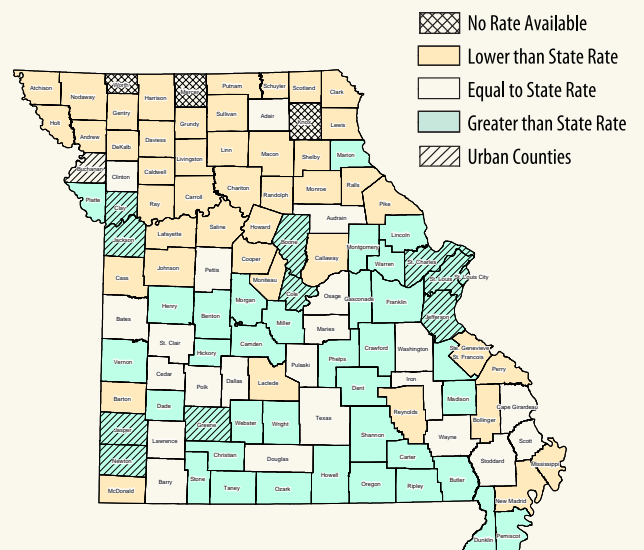 No Rate Available
Lower than State Rate
Equal to State Rate
Greater than State Rate
Urban Counties
Atchison
Nodaway
Worth
Harrison
Mercer
Putnam
Schuyler
Scotland
Clark
Holt
Gentry
Grundy
Sullivan
Adair
Knox
Lewis
Andrew
DeKalb
Daviess
Livingston
Linn
Macon
Shelby
Marion
Buchanan
Clinton
Caldwell
Chariton
Randolph
Monroe
Ralls
Pike
Platte
Clay
Ray
Carroll
Audrain
Jackson
Lafayette
Saline
Howard
Boone
Callaway
Montgomery
Lincoln
Warren
St. Charles
St. Louis
St. Louis City
Cass
Johnson
Pettis
Cooper
Moniteau
Cole
Osage
Gasconade
Franklin
Jefferson
Bates
Henry
Benton
Morgan
Miller
Maries
St. Clair
Hickory
Camden
Pulaski
Phelps
Crawford
Washington
Ste. Genevieve
St. Francois
Perry
Vernon
Cedar
Polk
Dallas
Laclede
Dent
Iron
Madison
Cape Girardeau
Barton
Dade
Greene
Webster
Wright
Texas
Reynolds
Bollinger
Jasper
Lawrence
Shannon
Wayne
Scott
Newton
Christian
Douglas
Carter
Stoddard
Mississippi
McDonald
Barry
Stone
Taney
Ozark
Howell
Oregon
Ripley
Butler
New Madrid
Dunklin
Pemiscot